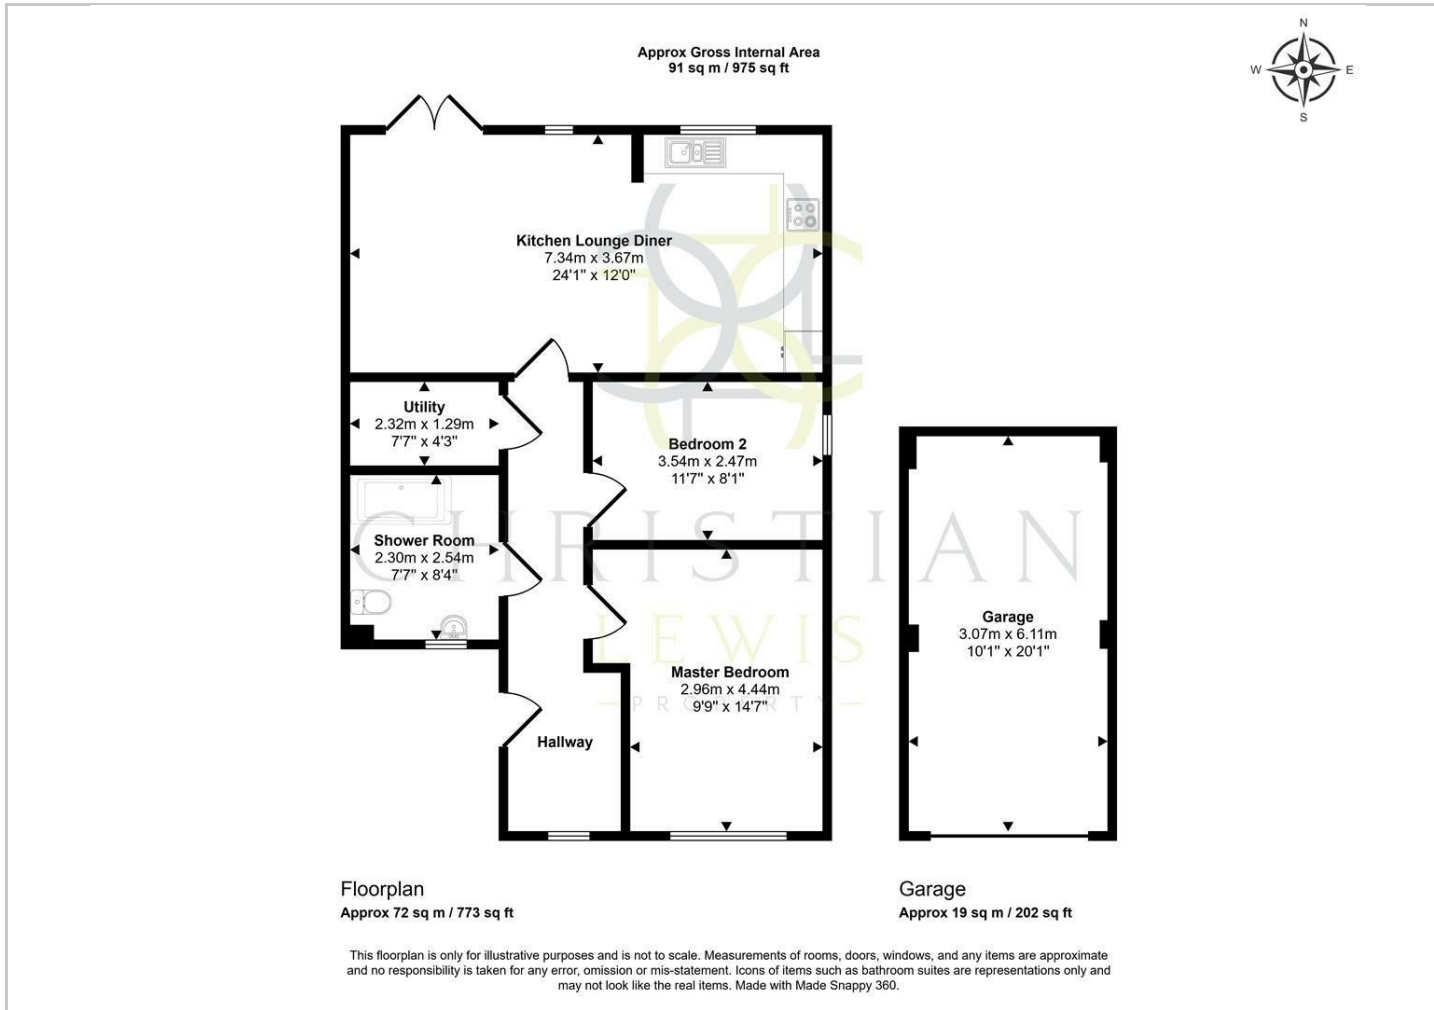 Approx Gross Internal Area
91 sq m / 975 sq ft
N
W
E
S
Kitchen Lounge Diner
7.34m x 3.67m
24'1" x 12'0"
Utility
2.32m x 1.29m
7'7" x 4'3"
Bedroom 2
3.54m x 2.47m
11'7" x 8'1"
Shower Room
2.30m x 2.54m
7'7" x 8'4"
CHRISTIAN
LEWIS
PROPERTY
Master Bedroom
2.96m x 4.44m
9'9" x 14'7"
Hallway
Garage
3.07m x 6.11m
10'1" x 20'1"
Floorplan
Approx 72 sq m / 773 sq ft
Garage
Approx 19 sq m / 202 sq ft
This floorplan is only for illustrative purposes and is not to scale. Measurements of rooms, doors, windows, and any items are approximate
and no responsibility is taken for any error, omission or mis-statement. Icons of items such as bathroom suites are representations only and
may not look like the real items. Made with Made Snappy 360.